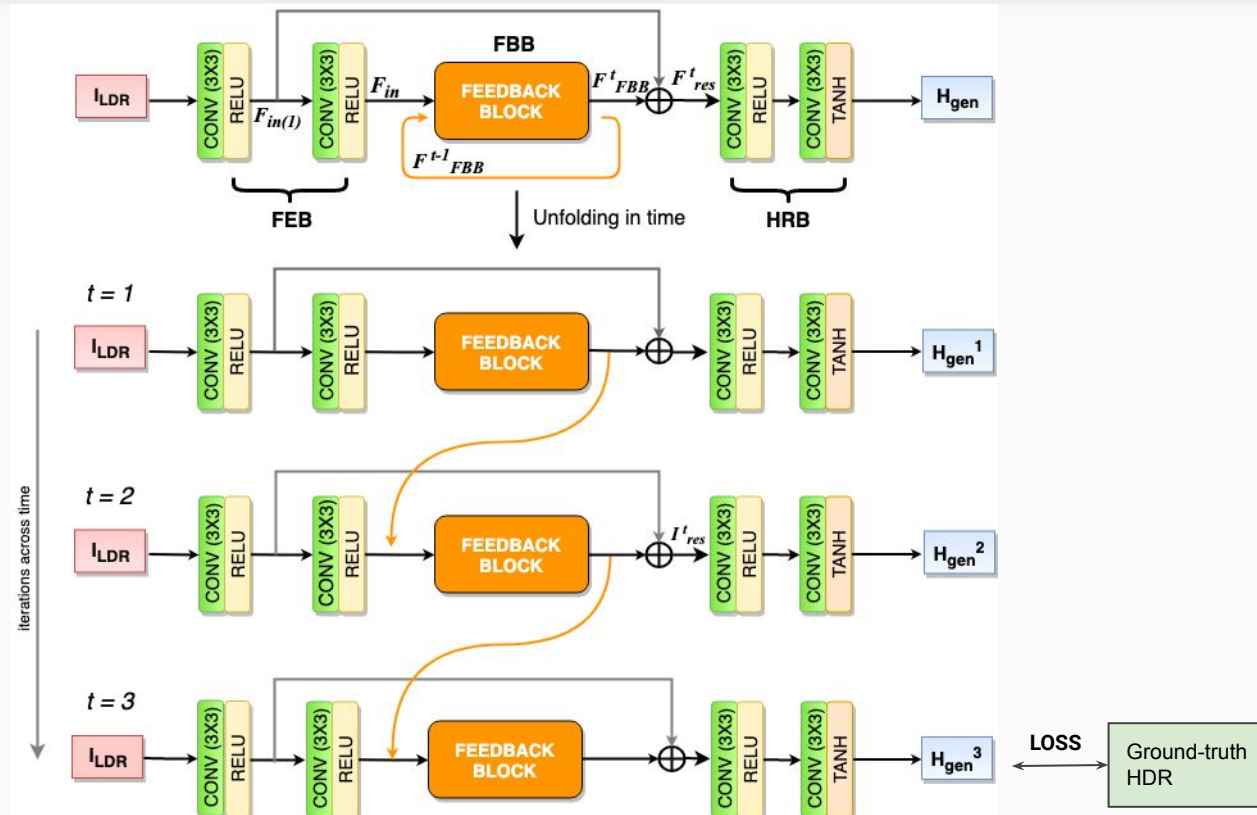 FBB
I_LDR
CONV (3X3)
RELU
F_in(1)
CONV (3X3)
RELU
F_in
FEEDBACK
BLOCK
F^t_FBB
F^t_res
CONV (3X3)
RELU
CONV (3X3)
TANH
H_gen
F^t-1_FBB
FEB
HRB
Unfolding in time
iterations across time
t = 1
I_LDR
CONV (3X3)
RELU
CONV (3X3)
RELU
FEEDBACK
BLOCK
CONV (3X3)
RELU
CONV (3X3)
TANH
H_gen^1
t = 2
I_LDR
CONV (3X3)
RELU
CONV (3X3)
RELU
FEEDBACK
BLOCK
I^t_res
CONV (3X3)
RELU
CONV (3X3)
TANH
H_gen^2
t = 3
I_LDR
CONV (3X3)
RELU
CONV (3X3)
RELU
FEEDBACK
BLOCK
CONV (3X3)
RELU
CONV (3X3)
TANH
H_gen^3
LOSS
Ground-truth
HDR